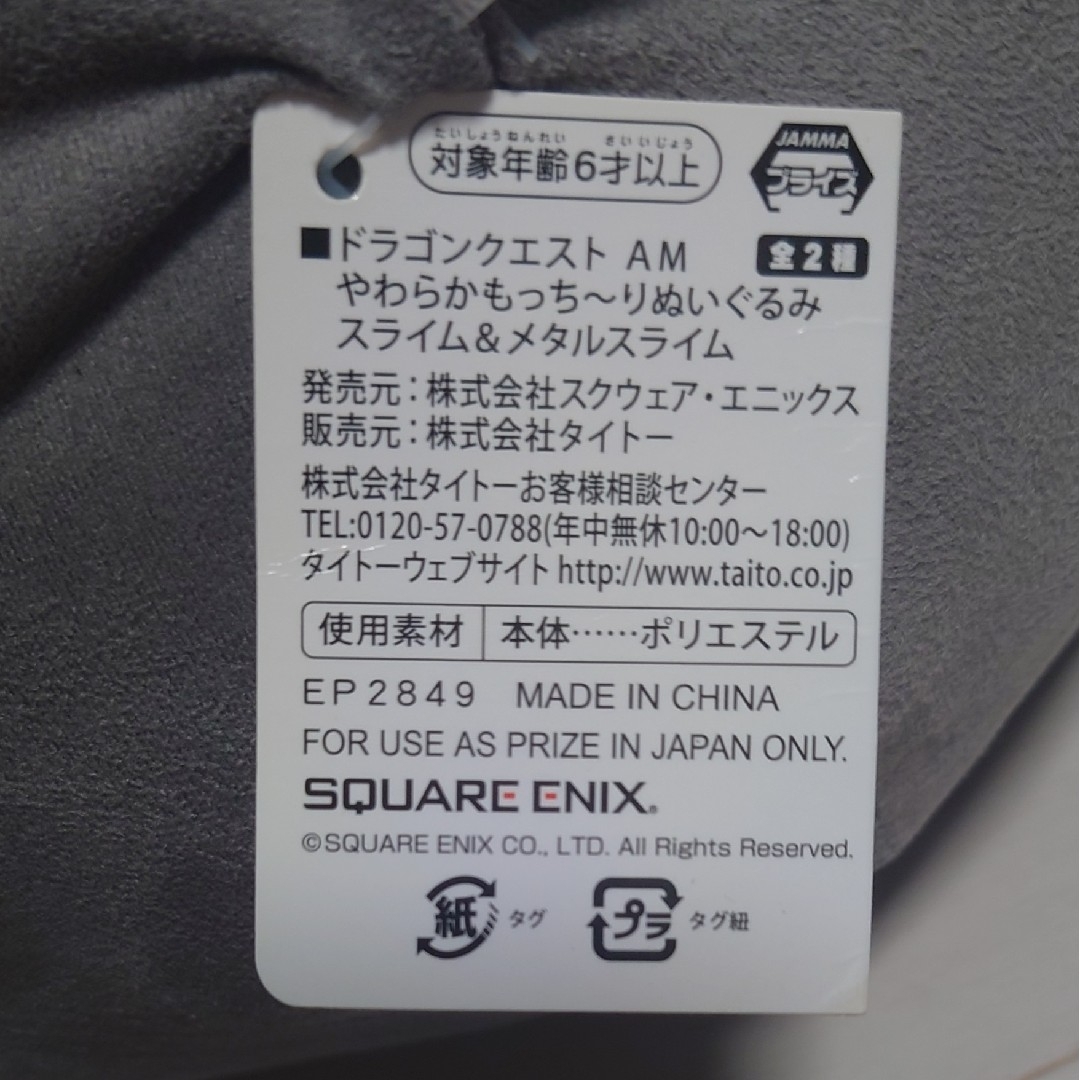 たいしょうねんれい さいいじょう
対象年齢6才以上
JAMMA
プライズ
■ドラゴンクエスト AM
全2種
やわらかもっち～りぬいぐるみ
スライム&メタルスライム
発売元：株式会社スクウェア・エニックス
販売元：株式会社タイトー
株式会社タイトーお客様相談センター
TEL:0120-57-0788(年中無休10:00～18:00)
タイトーウェブサイト http://www.taito.co.jp
使用素材 本体……ポリエステル
EP2849 MADE IN CHINA
FOR USE AS PRIZE IN JAPAN ONLY.
SQUARE ENIX®
©SQUARE ENIX CO., LTD. All Rights Reserved.
紙 タグ プラ タグ紐